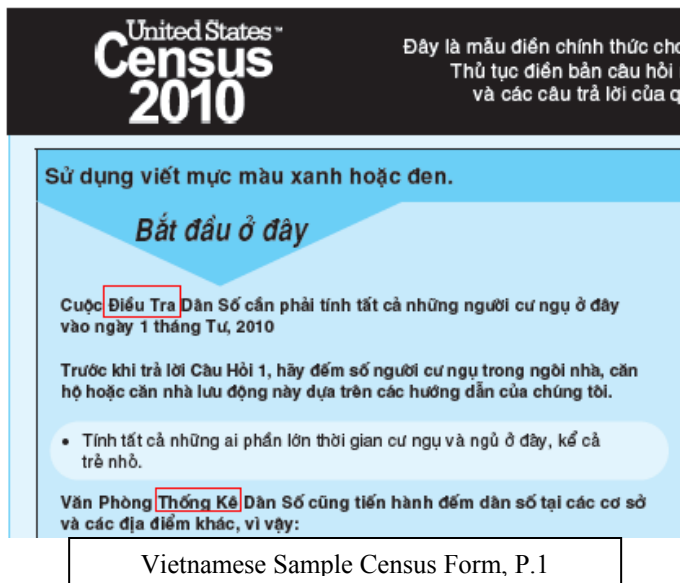 United States™
Census
2010
Đây là mẫu điền chính thức cho
Thủ tục điền bản câu hỏi
và các câu trả lời của q
Sử dụng viết mực màu xanh hoặc đen.
Bắt đầu ở đây
Cuộc Điều Tra Dân Số cần phải tính tất cả những người cư ngụ ở đây
vào ngày 1 tháng Tư, 2010
Trước khi trả lời Câu Hỏi 1, hãy đếm số người cư ngụ trong ngôi nhà, căn
hộ hoặc căn nhà lưu động này dựa trên các hướng dẫn của chúng tôi.
• Tính tất cả những ai phần lớn thời gian cư ngụ và ngủ ở đây, kể cả
trẻ nhỏ.
Văn Phòng Thống Kê Dân Số cũng tiến hành đếm dân số tại các cơ sở
và các địa điểm khác, vì vậy:
Vietnamese Sample Census Form, P.1